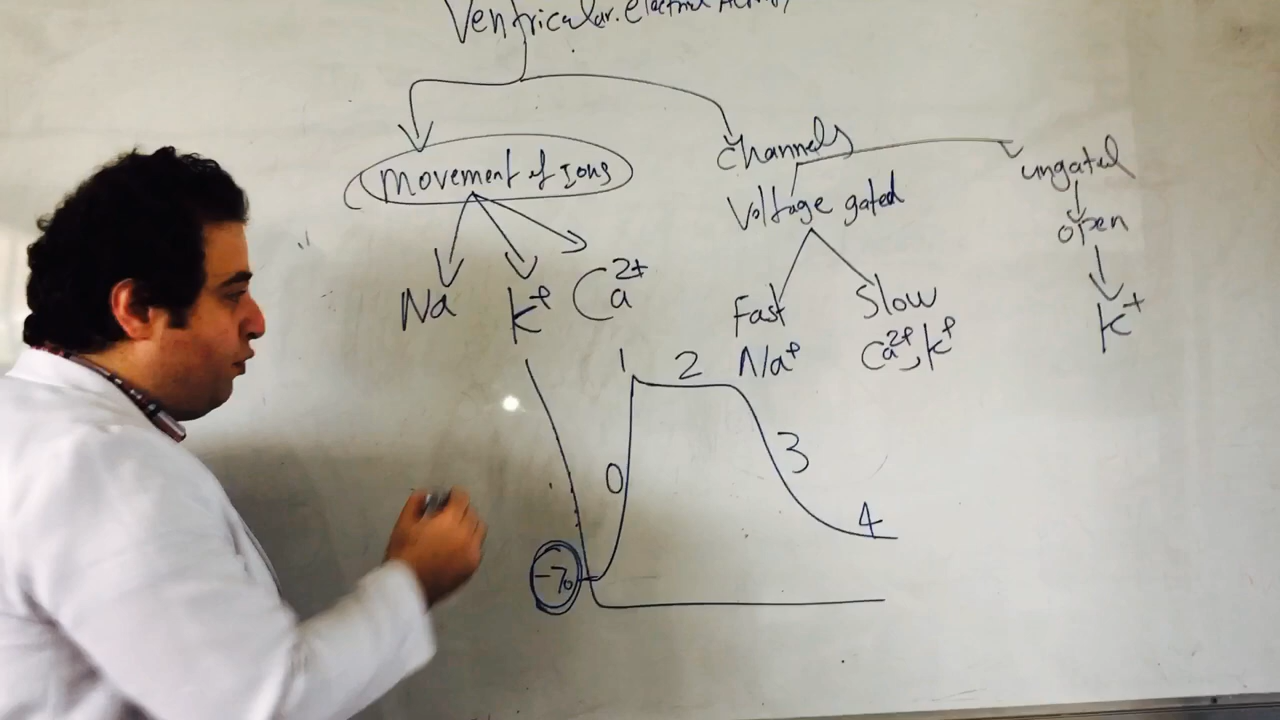 Ventricular. Electrical Activity
Movement of Ions
Channels
ungated
Voltage gated
open
Na K+ Ca2+
Fast
Slow
K+
Na+
Ca2+, K+
1 2
0
3
4
-70